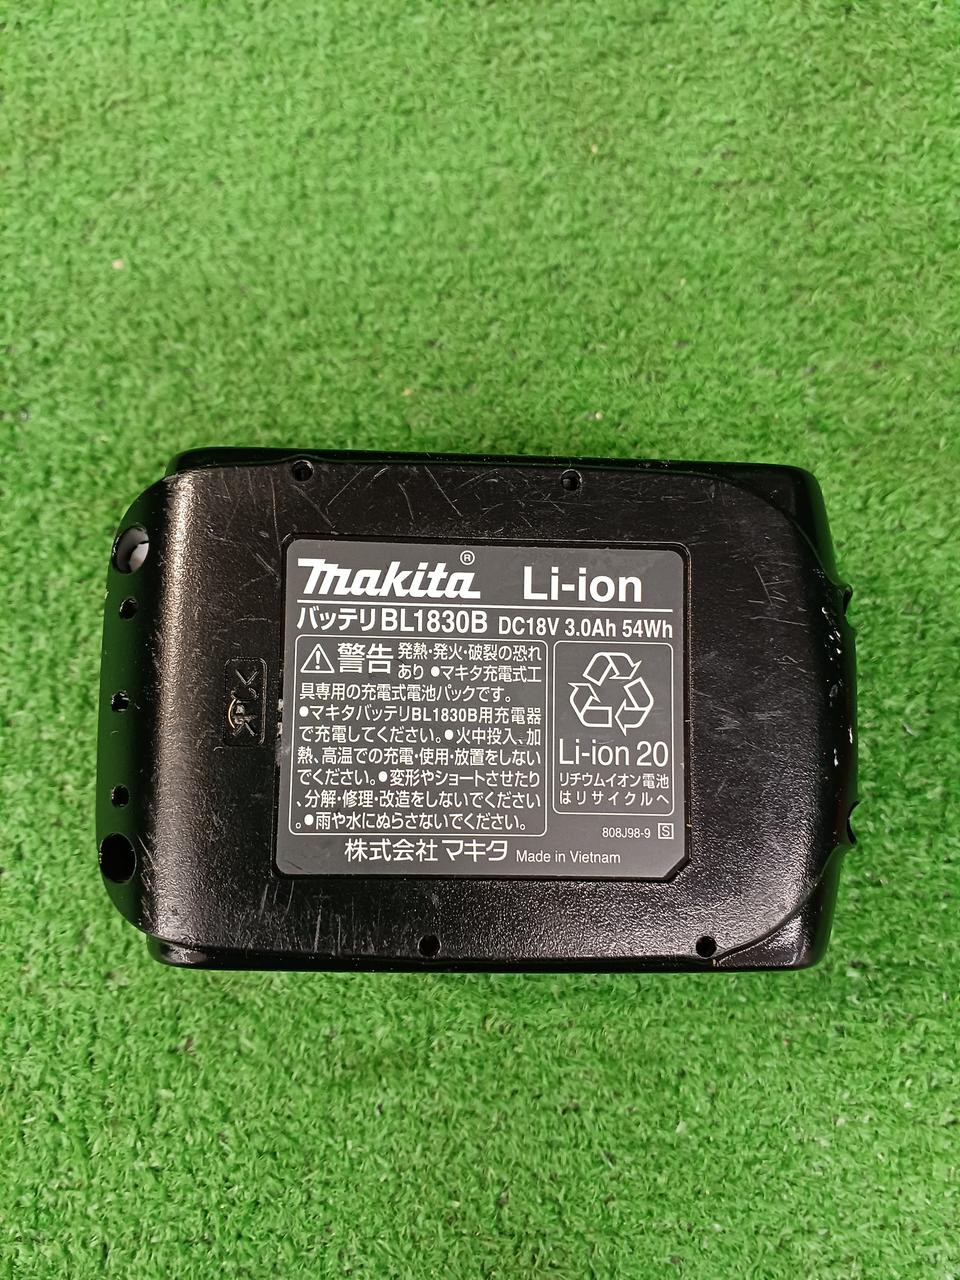 makita® Li-ion
バッテリBL1830B DC18V 3.0Ah 54Wh
⚠警告 発熱・発火・破裂の恐れ
あり ●マキタ充電式工
具専用の充電式電池パックです。
●マキタバッテリBL1830B用充電器
で充電してください。●火中投入、加
熱、高温での充電・使用・放置をしない
でください。●変形やショートさせたり
、分解・修理・改造をしないでください
。●雨や水にぬらさないでください。
Li-ion 20
リチウムイオン電池
はリサイクルへ
808J98-9 S
株式会社 マキタ Made in Vietnam